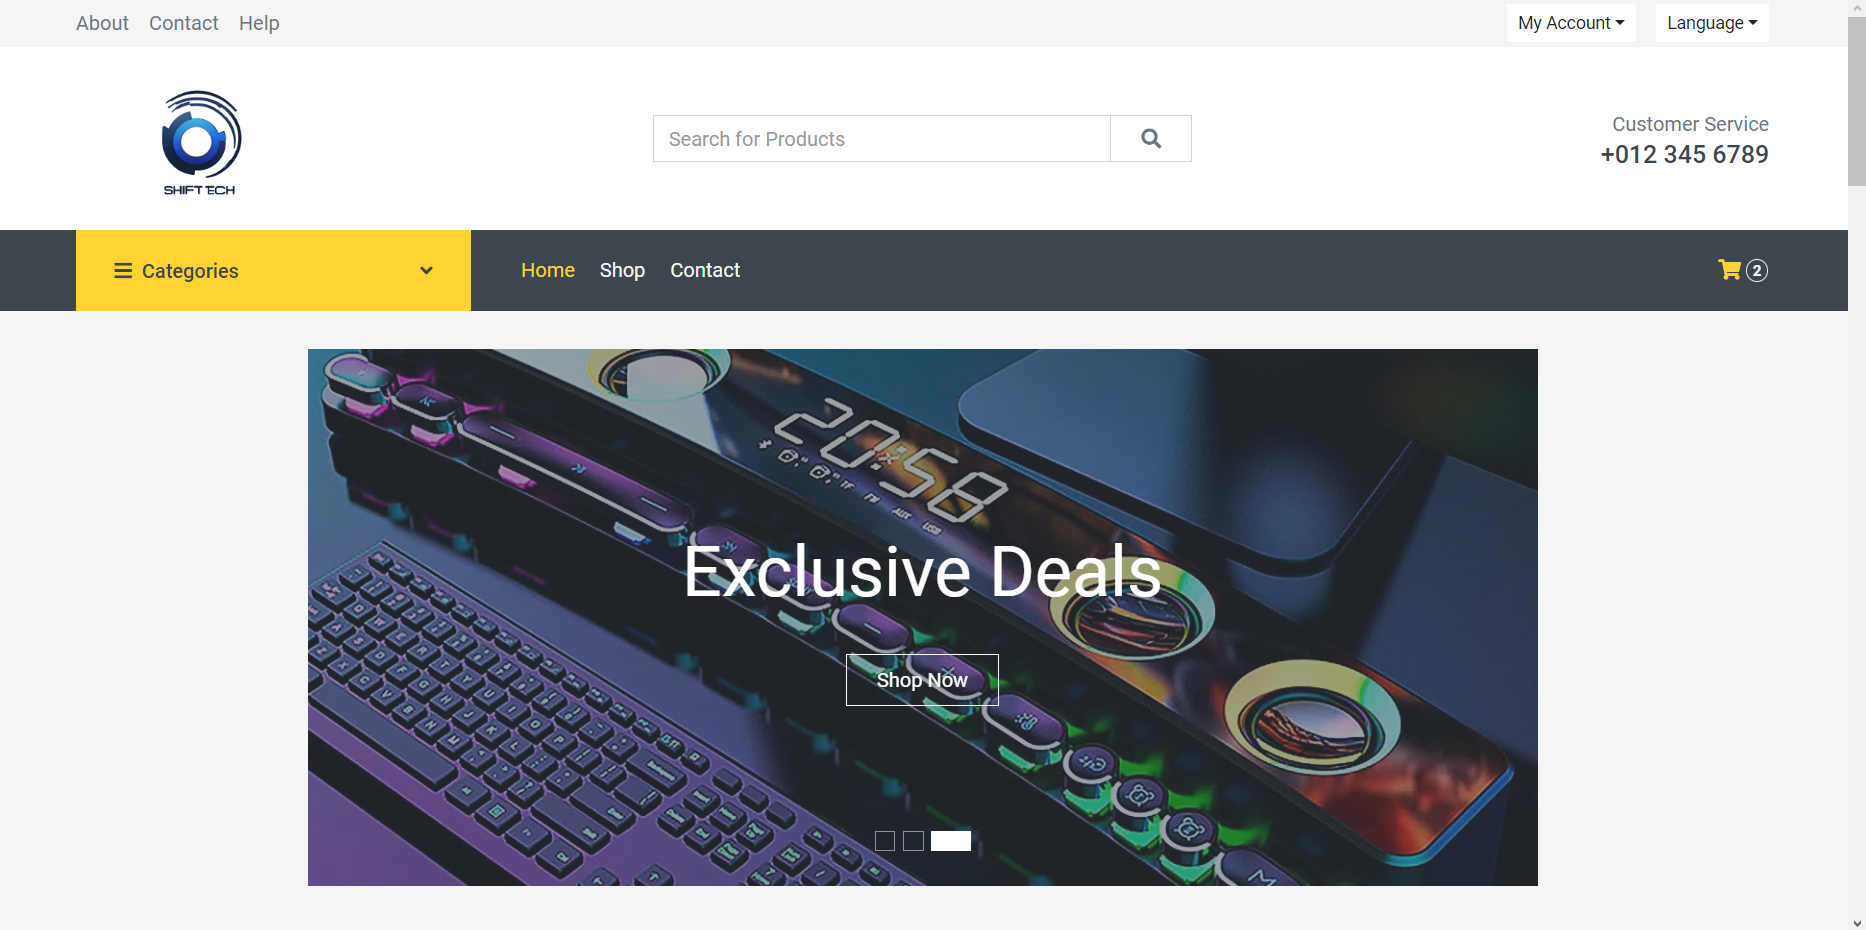 About Contact Help
My Account Language
SHIFT TECH
Search for Products
Customer Service
+012 345 6789
Categories
Home Shop Contact
2
20:58
Exclusive Deals
Shop Now